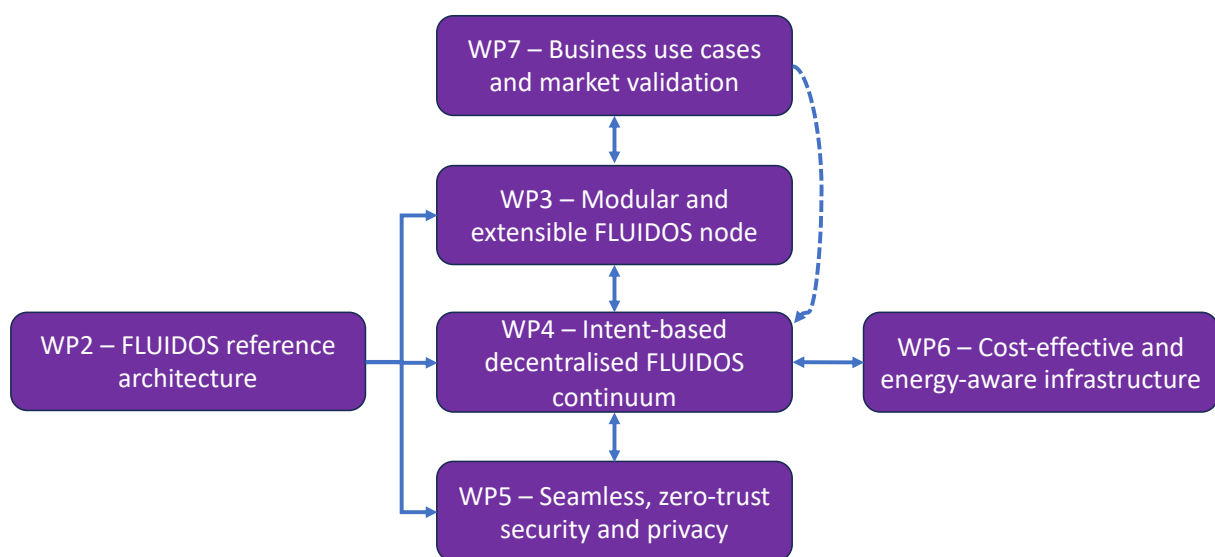 WP7 – Business use cases
and market validation
WP3 – Modular and
extensible FLUIDOS node
WP2 – FLUIDOS reference
architecture
WP4 – Intent-based
decentralised FLUIDOS
continuum
WP6 – Cost-effective and
energy-aware infrastructure
WP5 – Seamless, zero-trust
security and privacy